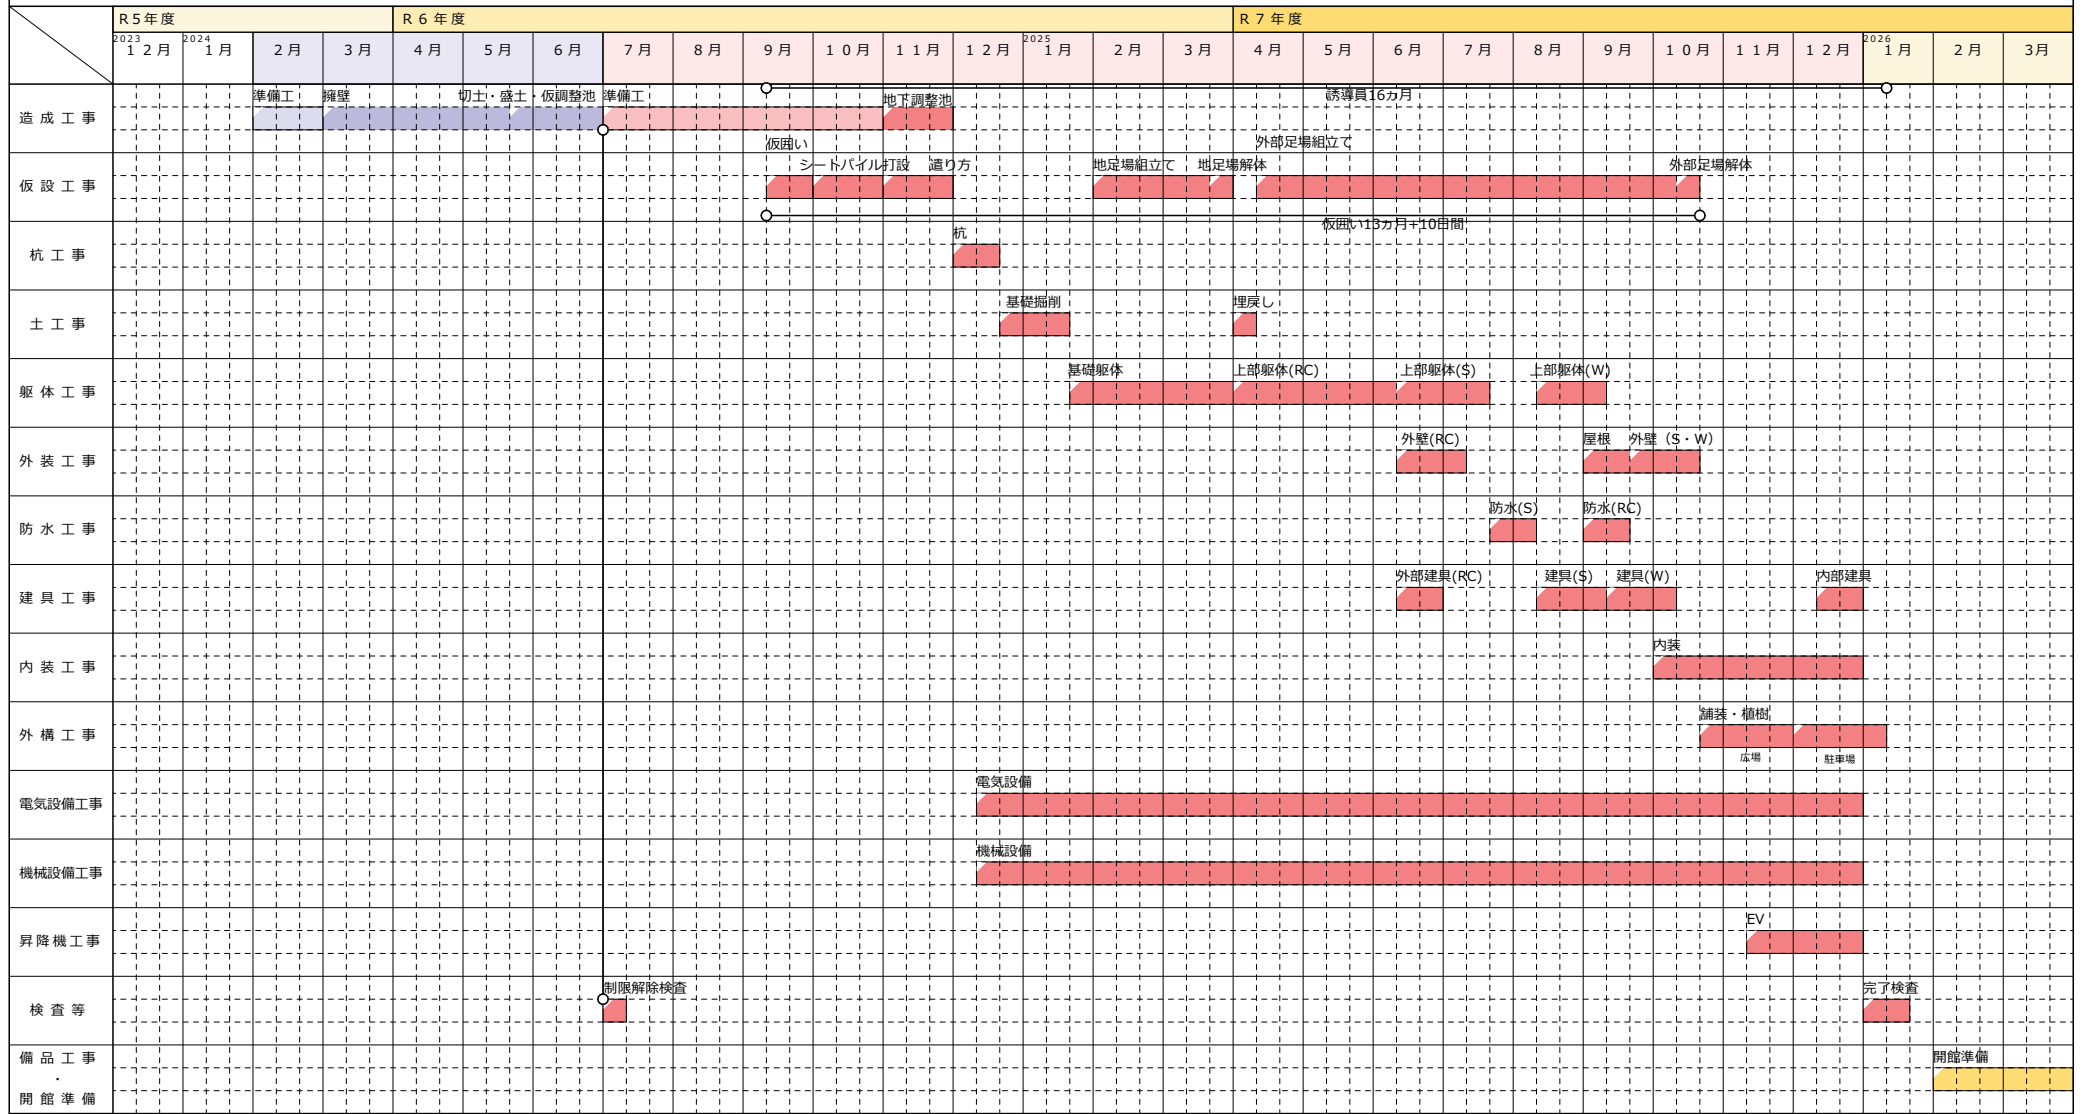 R5年度 R６年度 R７年度
2023 2024 2025 2026
１２月 １月 ２月 ３月 ４月 ５月 ６月 ７月 ８月 ９月 １０月 １１月 １２月 １月 ２月 ３月 ４月 ５月 ６月 ７月 ８月 ９月 １０月 １１月 １２月 １月 ２月 3月
準備工 擁壁 切土・盛土・仮調整池 準備工 地下調整池 誘導員16ヵ月
造成工事
仮囲い 外部足場組立て
シートパイル打設 遣り方 地足場組立て 地足場解体 外部足場解体
仮設工事
仮囲い13ヵ月+10日間
杭
杭工事
基礎掘削 埋戻し
土工事
基礎躯体 上部躯体(RC) 上部躯体(S) 上部躯体(W)
躯体工事
外壁(RC) 屋根 外壁（S・W）
外装工事
防水(S) 防水(RC)
防水工事
外部建具(RC) 建具(S) 建具(W) 内部建具
建具工事
内装
内装工事
舗装・植樹
外構工事
広場 駐車場
電気設備
電気設備工事
機械設備
機械設備工事
EV
昇降機工事
制限解除検査 完了検査
検査等
備品工事 開館準備
・
開館準備